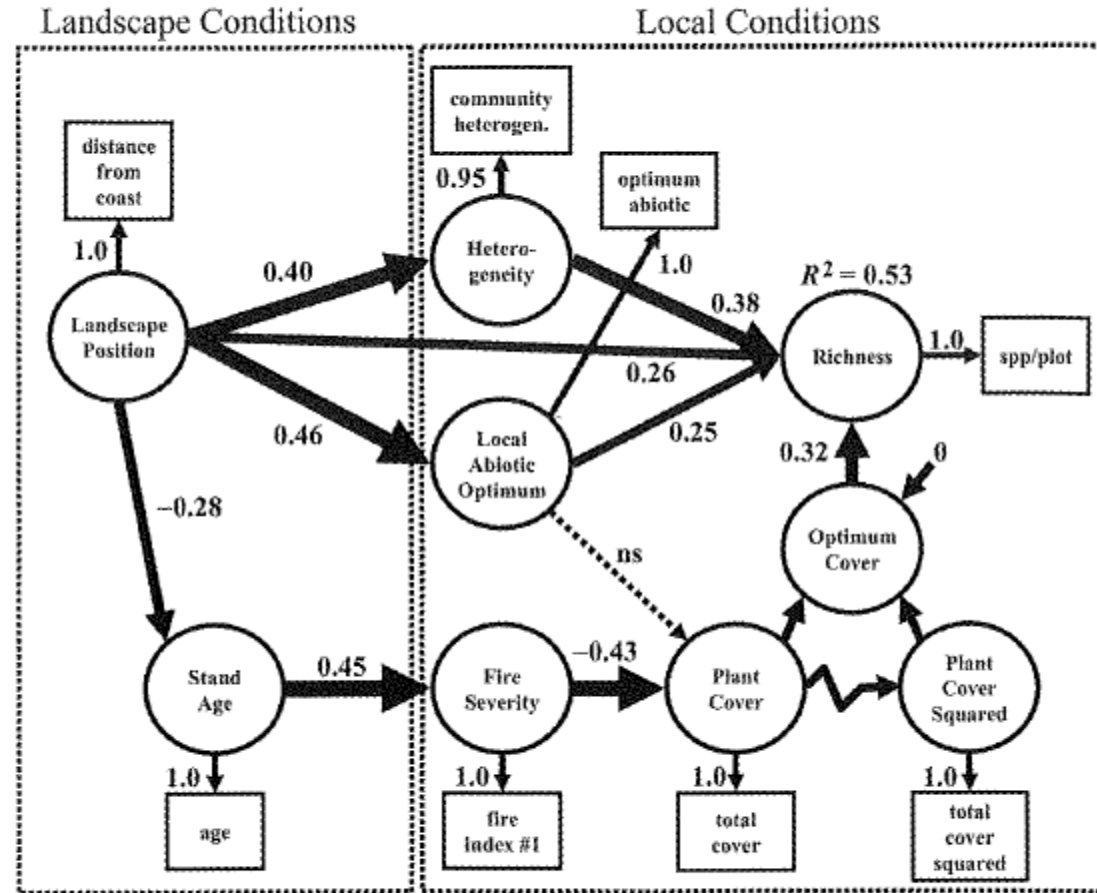 Landscape Conditions
Local Conditions
community
heterogen.
distance
from
coast
optimum
abiotic
0.95
1.0
Hetero-
geneity
1.0
0.40
R² = 0.53
0.38
Landscape
Position
Richness
1.0
spp/plot
0.26
0.46
Local
Abiotic
Optimum
0.25
0.32
0
−0.28
Optimum
Cover
ns
Stand
Age
0.45
Fire
Severity
−0.43
Plant
Cover
Plant
Cover
Squared
1.0
1.0
1.0
1.0
age
fire
index #1
total
cover
total
cover
squared